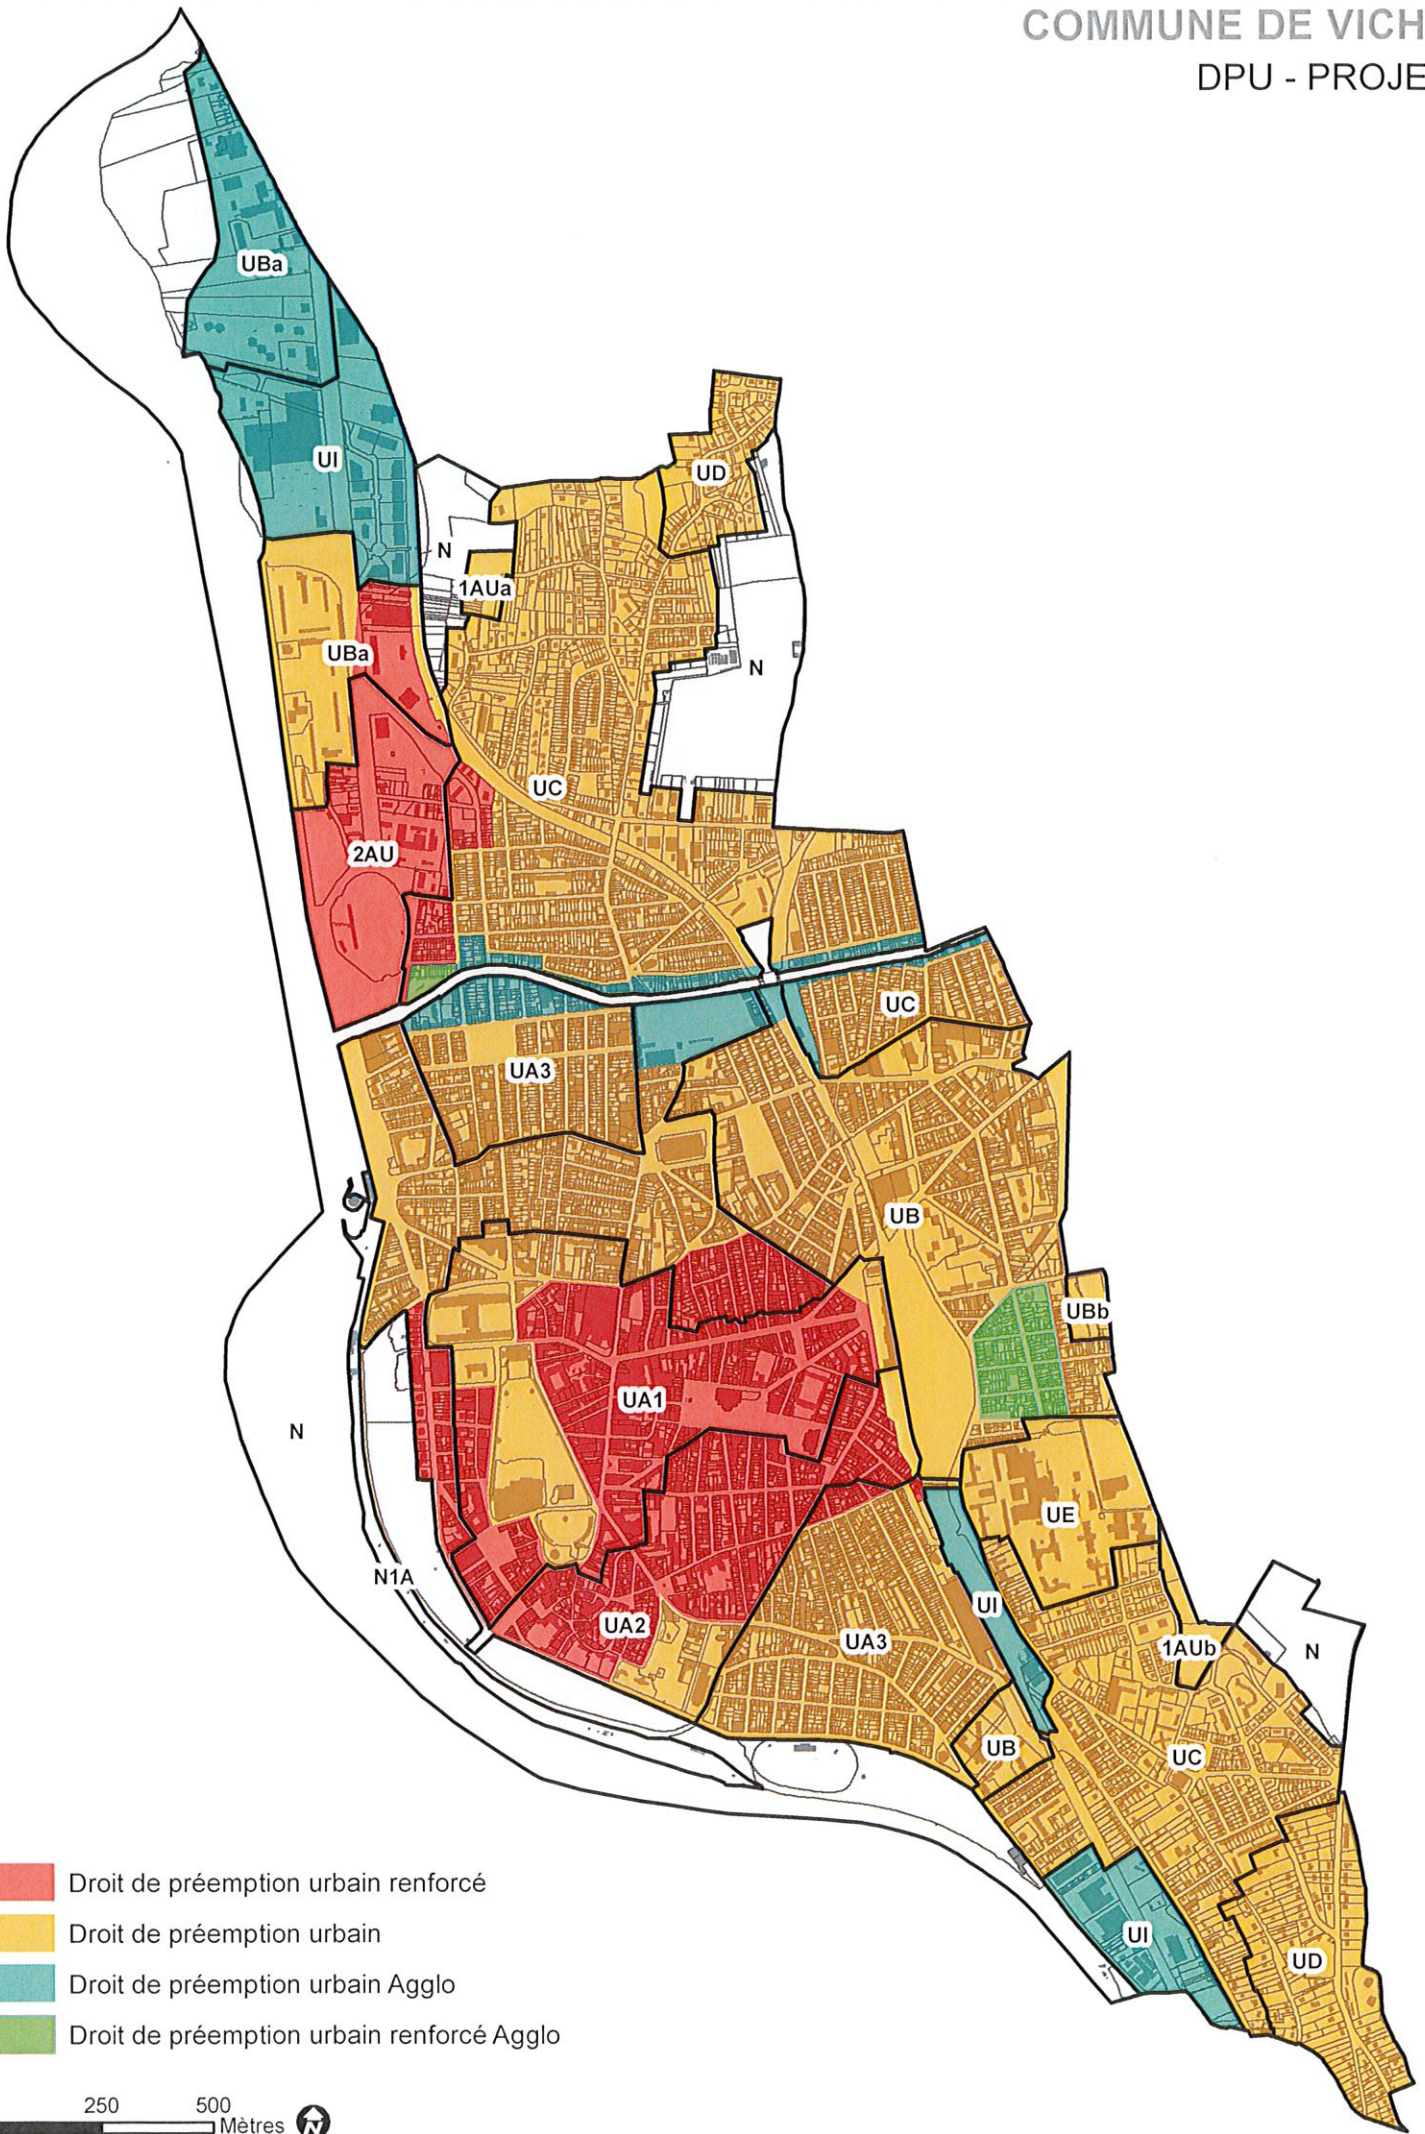 COMMUNE DE VICH
DPU - PROJE
UBa
UI
UD
N
1AUa
UBa
N
UC
2AU
UC
UA3
UB
UBb
UA1
N
UE
N1A
UI
UA2
UA3
1AUb
N
UB
UC
UI
UD
Droit de préemption urbain renforcé
Droit de préemption urbain
Droit de préemption urbain Agglo
Droit de préemption urbain renforcé Agglo
250 500
Mètres N